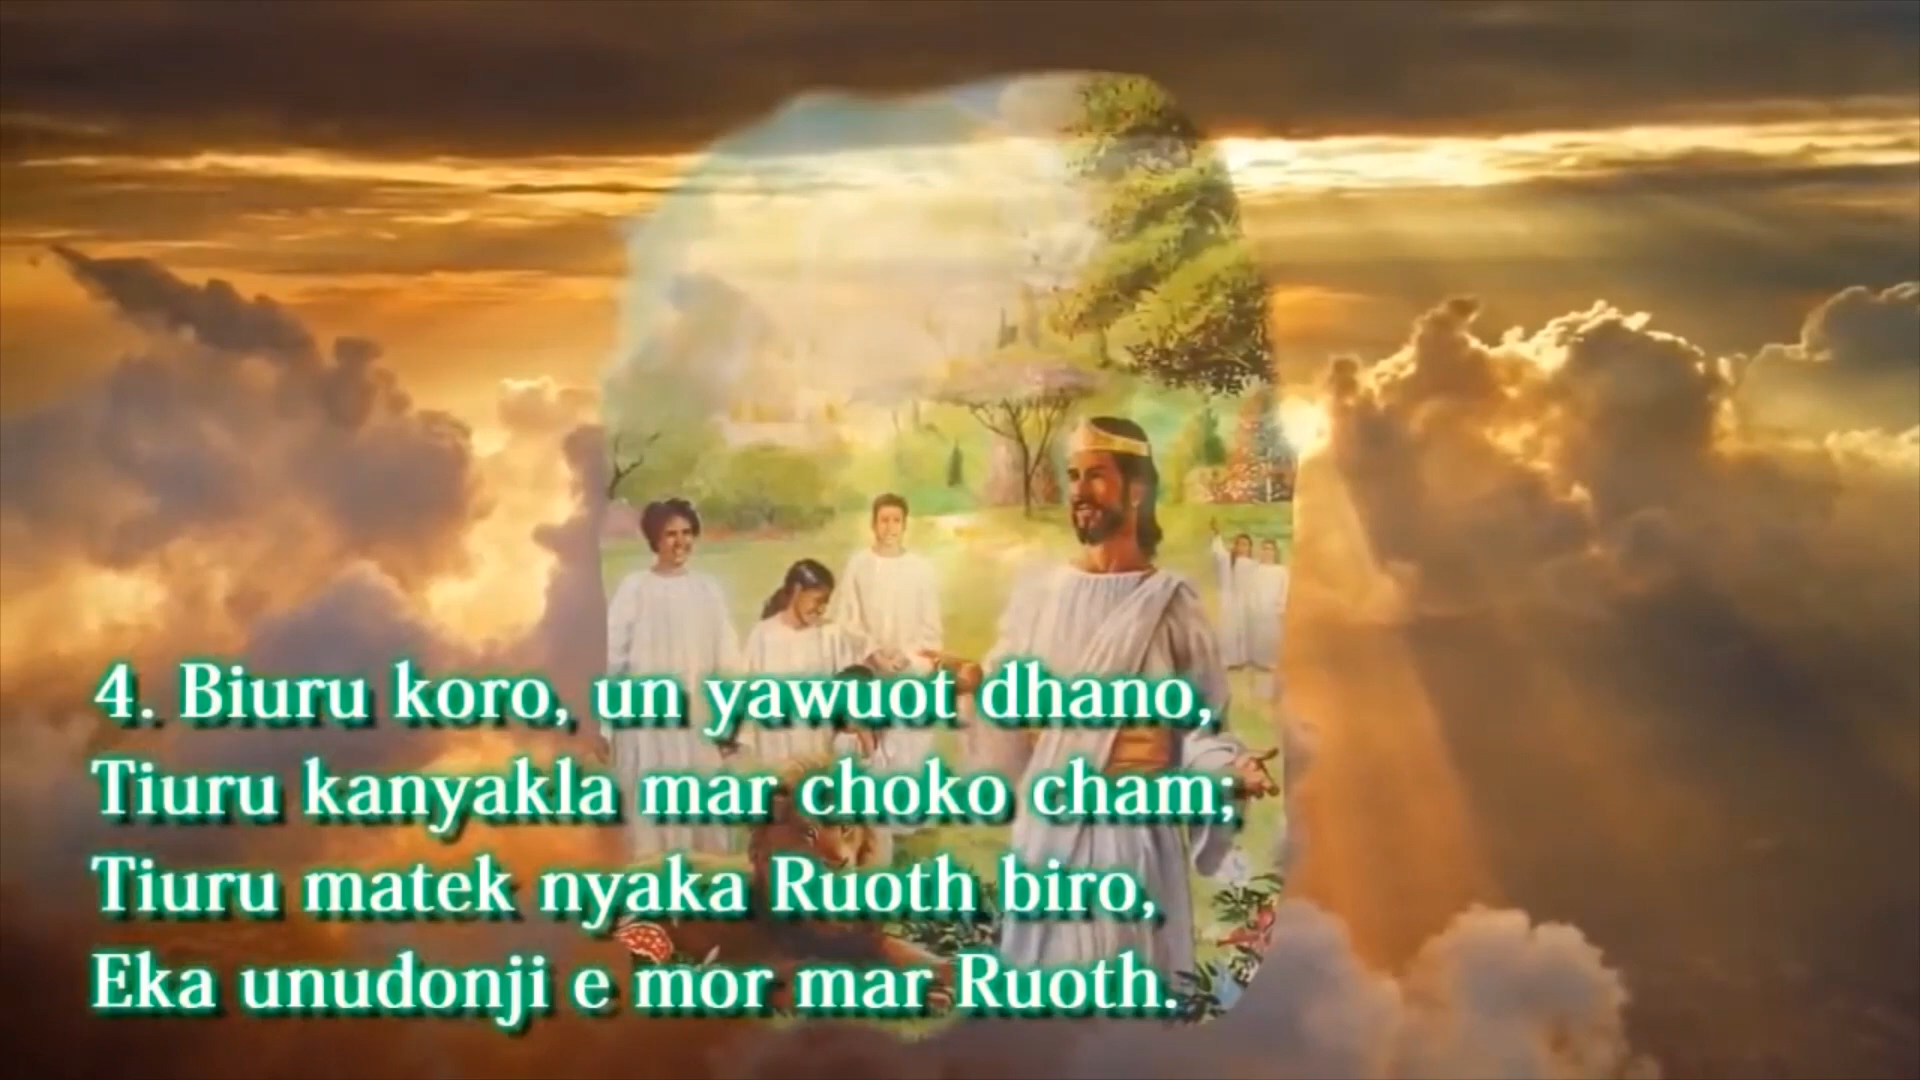 4. Biuru koro, un yawuot dhano,
Tiuru kanyakla mar choko cham;
Tiuru matek nyaka Ruoth biro,
Eka unudonji e mor mar Ruoth.